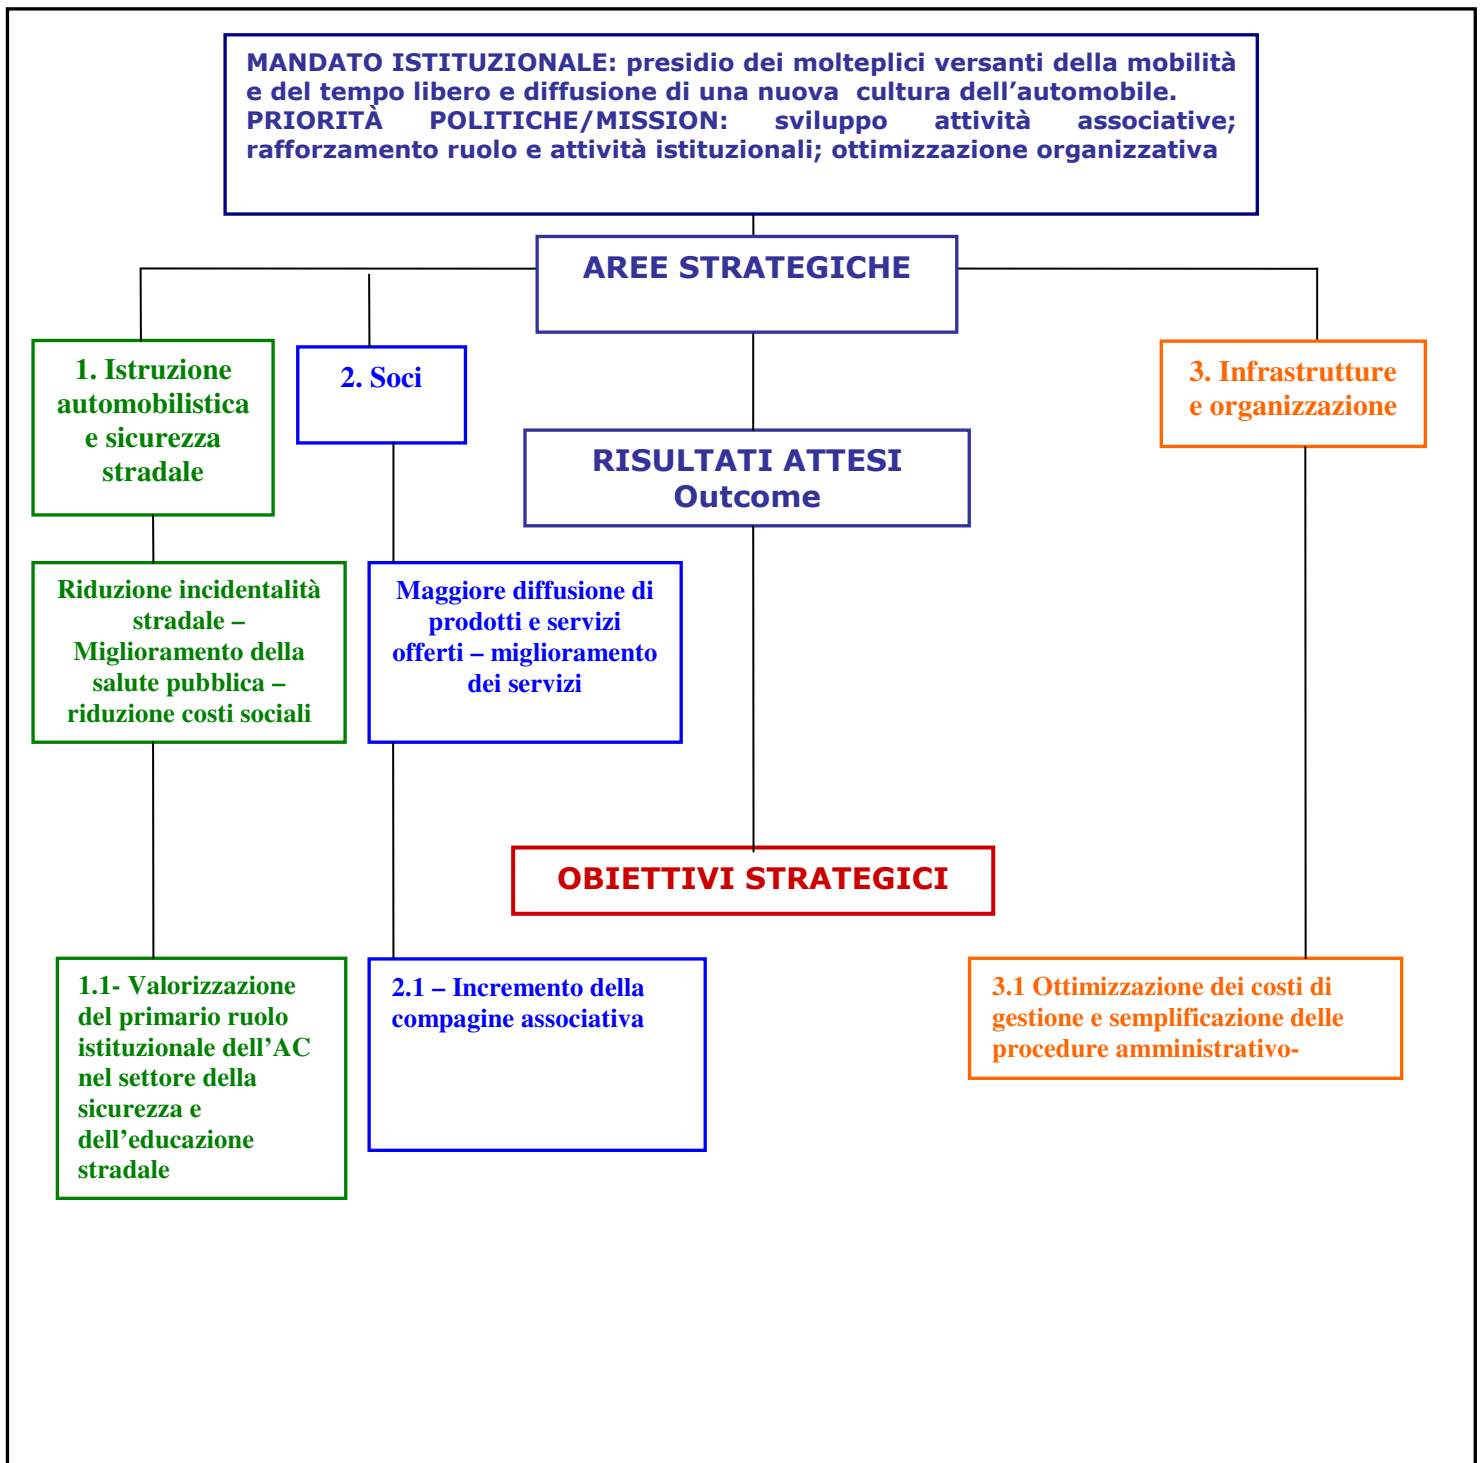 MANDATO ISTITUZIONALE: presidio dei molteplici versanti della mobilità
e del tempo libero e diffusione di una nuova cultura dell'automobile.
PRIORITÀ POLITICHE/MISSION: sviluppo attività associative;
rafforzamento ruolo e attività istituzionali; ottimizzazione organizzativa
AREE STRATEGICHE
1. Istruzione
automobilistica
e sicurezza
stradale
2. Soci
3. Infrastrutture
e organizzazione
RISULTATI ATTESI
Outcome
Riduzione incidentalità
stradale –
Miglioramento della
salute pubblica –
riduzione costi sociali
Maggiore diffusione di
prodotti e servizi
offerti – miglioramento
dei servizi
OBIETTIVI STRATEGICI
1.1- Valorizzazione
del primario ruolo
istituzionale dell'AC
nel settore della
sicurezza e
dell'educazione
stradale
2.1 – Incremento della
compagine associativa
3.1 Ottimizzazione dei costi di
gestione e semplificazione delle
procedure amministrativo-